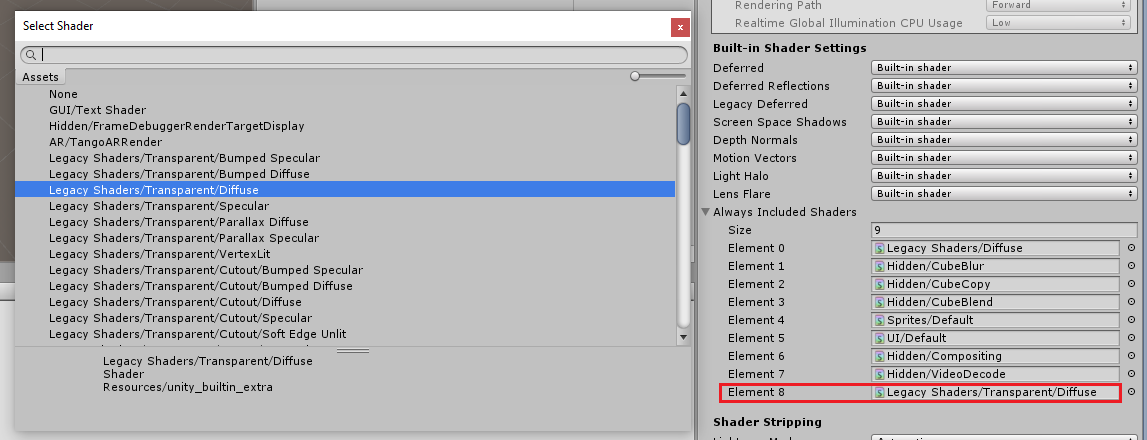 Select Shader
x
Assets
None
GUI/Text Shader
Hidden/FrameDebuggerRenderTargetDisplay
AR/TangoARRender
Legacy Shaders/Transparent/Bumped Specular
Legacy Shaders/Transparent/Bumped Diffuse
Legacy Shaders/Transparent/Diffuse
Legacy Shaders/Transparent/Specular
Legacy Shaders/Transparent/Parallax Diffuse
Legacy Shaders/Transparent/Parallax Specular
Legacy Shaders/Transparent/VertexLit
Legacy Shaders/Transparent/Cutout/Bumped Specular
Legacy Shaders/Transparent/Cutout/Bumped Diffuse
Legacy Shaders/Transparent/Cutout/Diffuse
Legacy Shaders/Transparent/Cutout/Specular
Legacy Shaders/Transparent/Cutout/Soft Edge Unlit
Legacy Shaders/Transparent/Diffuse
Shader
Resources/unity_builtin_extra
Rendering Path Forward
Realtime Global Illumination CPU Usage Low
Built-in Shader Settings
Deferred Built-in shader
Deferred Reflections Built-in shader
Legacy Deferred Built-in shader
Screen Space Shadows Built-in shader
Depth Normals Built-in shader
Motion Vectors Built-in shader
Light Halo Built-in shader
Lens Flare Built-in shader
Always Included Shaders
Size 9
Element 0 Legacy Shaders/Diffuse
Element 1 Hidden/CubeBlur
Element 2 Hidden/CubeCopy
Element 3 Hidden/CubeBlend
Element 4 Sprites/Default
Element 5 UI/Default
Element 6 Hidden/Compositing
Element 7 Hidden/VideoDecode
Element 8 Legacy Shaders/Transparent/Diffuse
Shader Stripping